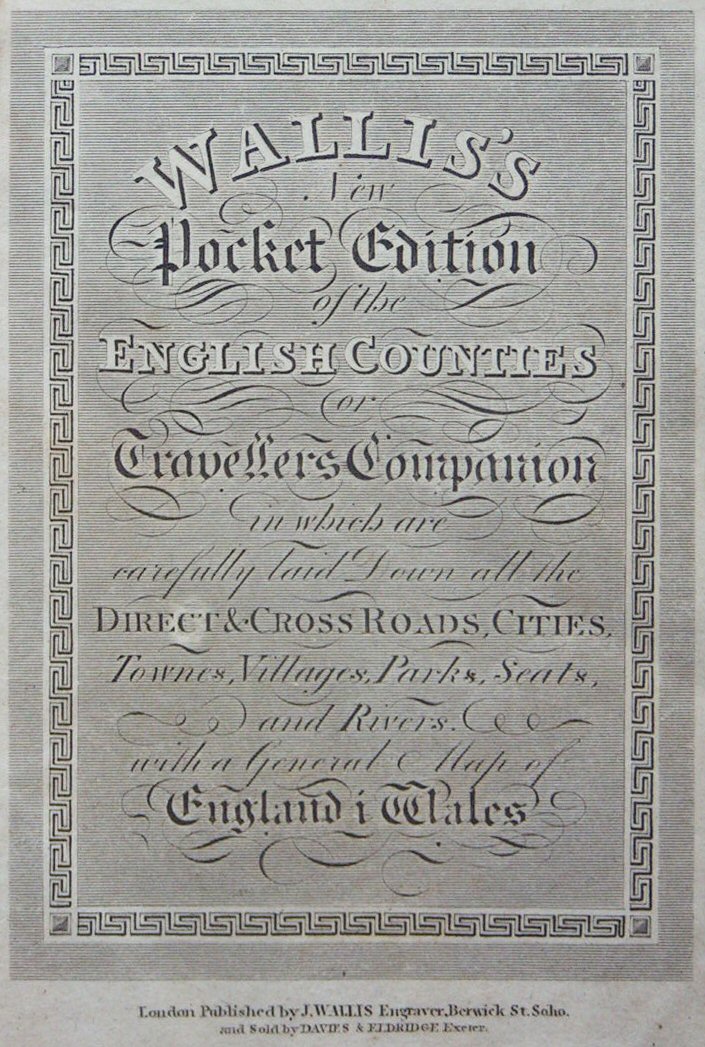 WALLIS'S
New
Pocket Edition
of the
ENGLISH COUNTIES
or
Travellers Companion
in which are
carefully laid Down all the
DIRECT & CROSS ROADS, CITIES,
Townes, Villages, Parks, Seats,
and Rivers.
with a General Map of
England & Wales
London Published by J. WALLIS Engraver, Berwick St. Soho.
and Sold by DAVIES & ELDRIDGE Exeter.